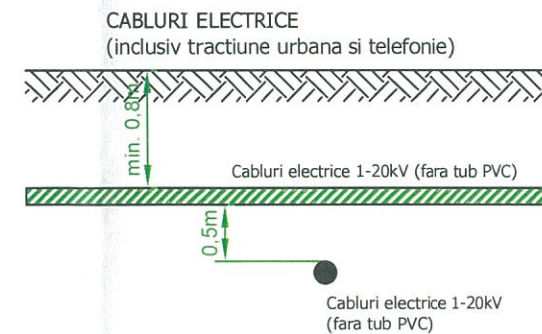 CABLURI ELECTRICE
(inclusiv tractiune urbana si telefonie)
min. 0,8m
Cabluri electrice 1-20kV (fara tub PVC)
0,5m
Cabluri electrice 1-20kV
(fara tub PVC)